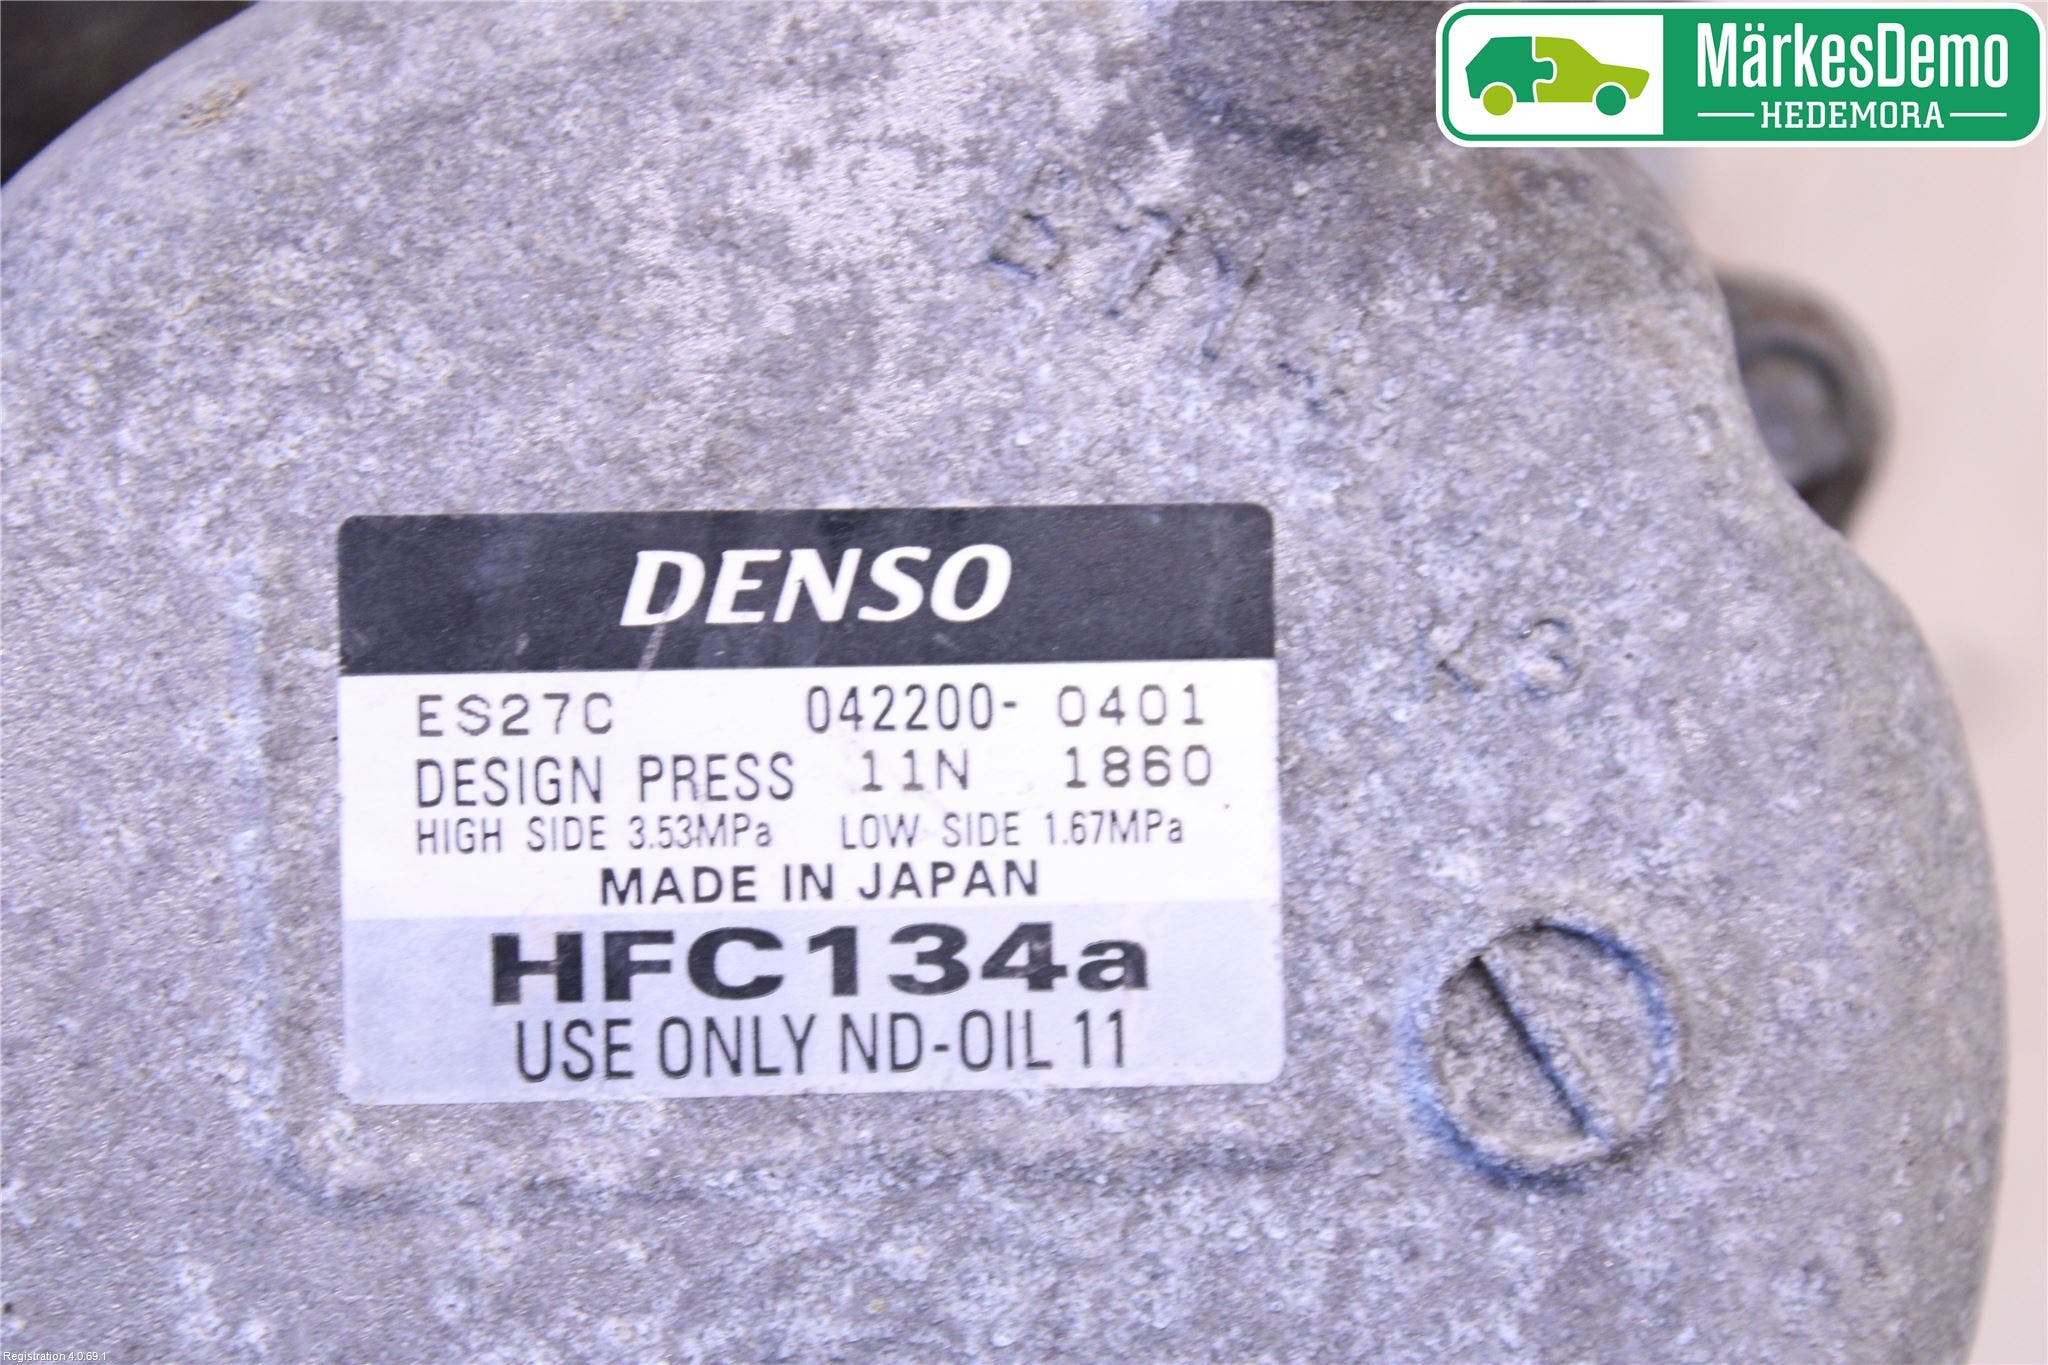 MärkesDemo
HEDEMORA
DENSO
ES27C 042200- 0401
DESIGN PRESS 11N 1860
HIGH SIDE 3.53MPa LOW SIDE 1.67MPa
MADE IN JAPAN
HFC134a
USE ONLY ND-OIL 11
Registration 4.0.69.1